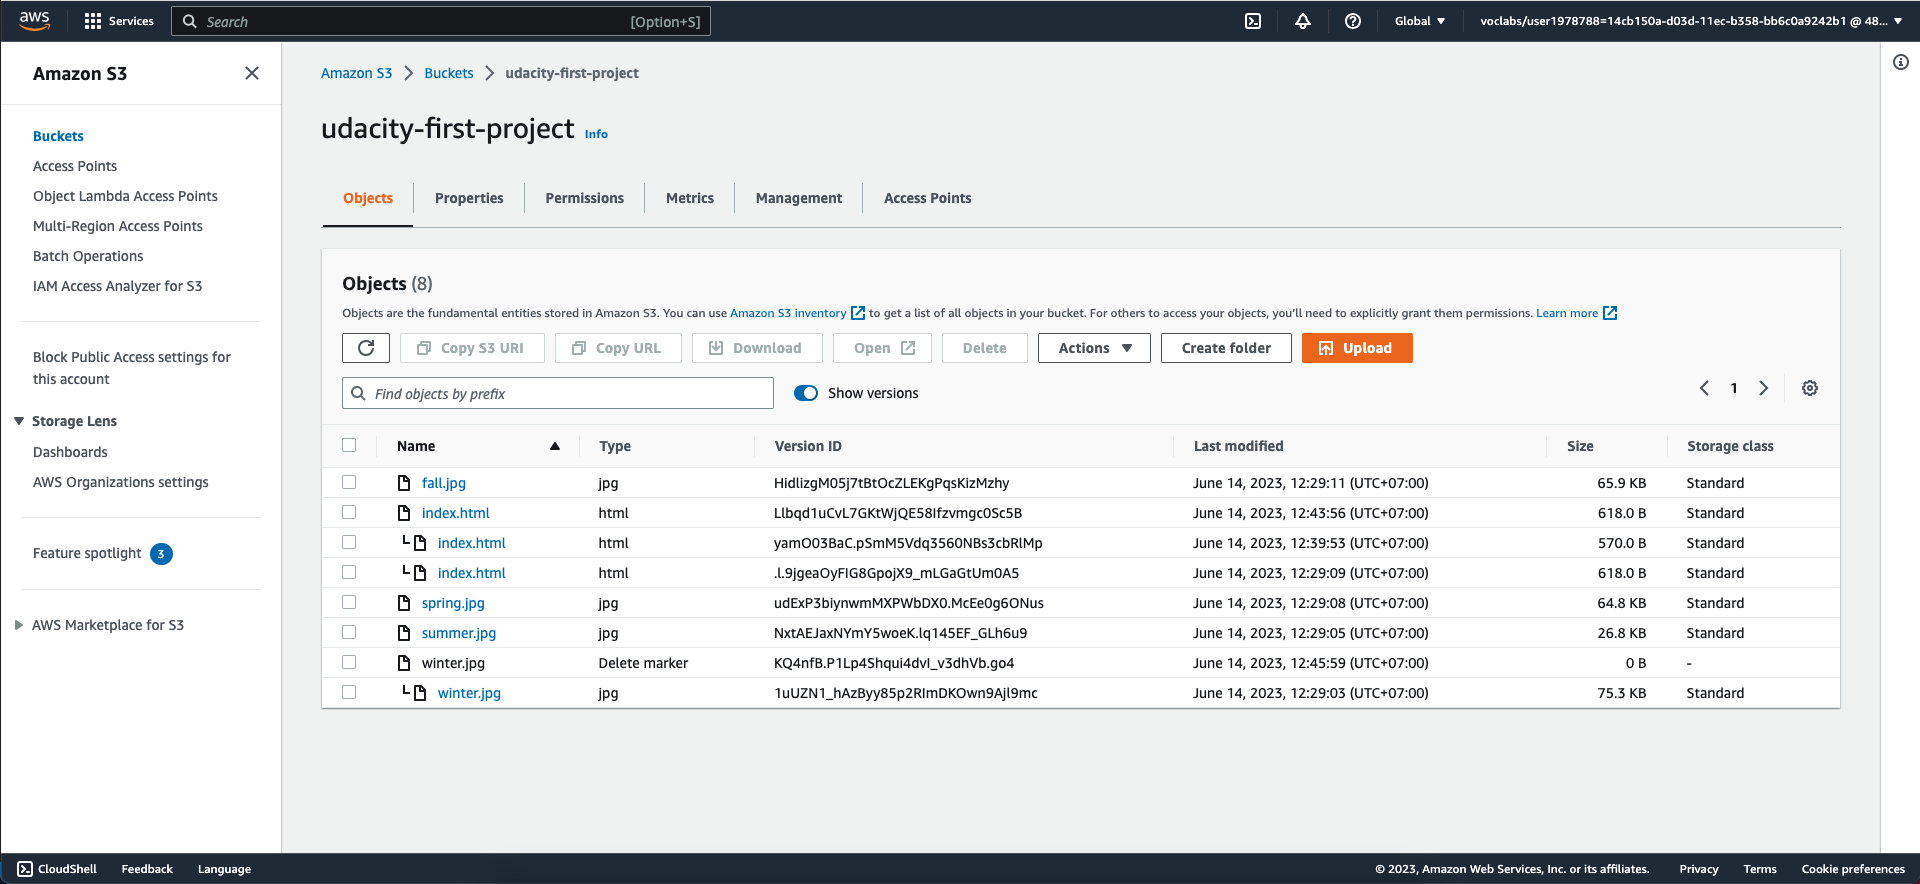 aws Services Search [Option+S] Global voclabs/user1978788=14cb150a-d03d-11ec-b358-bb6c0a9242b1 @ 48...
Amazon S3
Buckets
Access Points
Object Lambda Access Points
Multi-Region Access Points
Batch Operations
IAM Access Analyzer for S3
Block Public Access settings for
this account
Storage Lens
Dashboards
AWS Organizations settings
Feature spotlight 3
AWS Marketplace for S3
Amazon S3 Buckets udacity-first-project
udacity-first-project Info
Objects Properties Permissions Metrics Management Access Points
Objects (8)
Objects are the fundamental entities stored in Amazon S3. You can use Amazon S3 inventory to get a list of all objects in your bucket. For others to access your objects, you'll need to explicitly grant them permissions. Learn more
Copy S3 URI Copy URL Download Open Delete Actions Create folder Upload
Find objects by prefix Show versions 1
Name Type Version ID Last modified Size Storage class
fall.jpg jpg HidlizgM05j7tBtOcZLEKgPqsKizMzhy June 14, 2023, 12:29:11 (UTC+07:00) 65.9 KB Standard
index.html html Llbqd1uCvL7GKtWjQE58Ifzvmgc0Sc5B June 14, 2023, 12:43:56 (UTC+07:00) 618.0 B Standard
index.html html yamO03BaC.pSmM5Vdq3560NBs3cbRlMp June 14, 2023, 12:39:53 (UTC+07:00) 570.0 B Standard
index.html html .l.9jgeaOyFIG8GpojX9_mLGaGtUm0A5 June 14, 2023, 12:29:09 (UTC+07:00) 618.0 B Standard
spring.jpg jpg udExP3biynwmMXPWbDX0.McEe0g6ONus June 14, 2023, 12:29:08 (UTC+07:00) 64.8 KB Standard
summer.jpg jpg NxtAEJaxNYmY5woeK.lq145EF_GLh6u9 June 14, 2023, 12:29:05 (UTC+07:00) 26.8 KB Standard
winter.jpg Delete marker KQ4nfB.P1Lp4Shqui4dvI_v3dhVb.go4 June 14, 2023, 12:45:59 (UTC+07:00) 0 B -
winter.jpg jpg 1uUZN1_hAzByy85p2RImDKOwn9Ajl9mc June 14, 2023, 12:29:03 (UTC+07:00) 75.3 KB Standard
CloudShell Feedback Language © 2023, Amazon Web Services, Inc. or its affiliates. Privacy Terms Cookie preferences